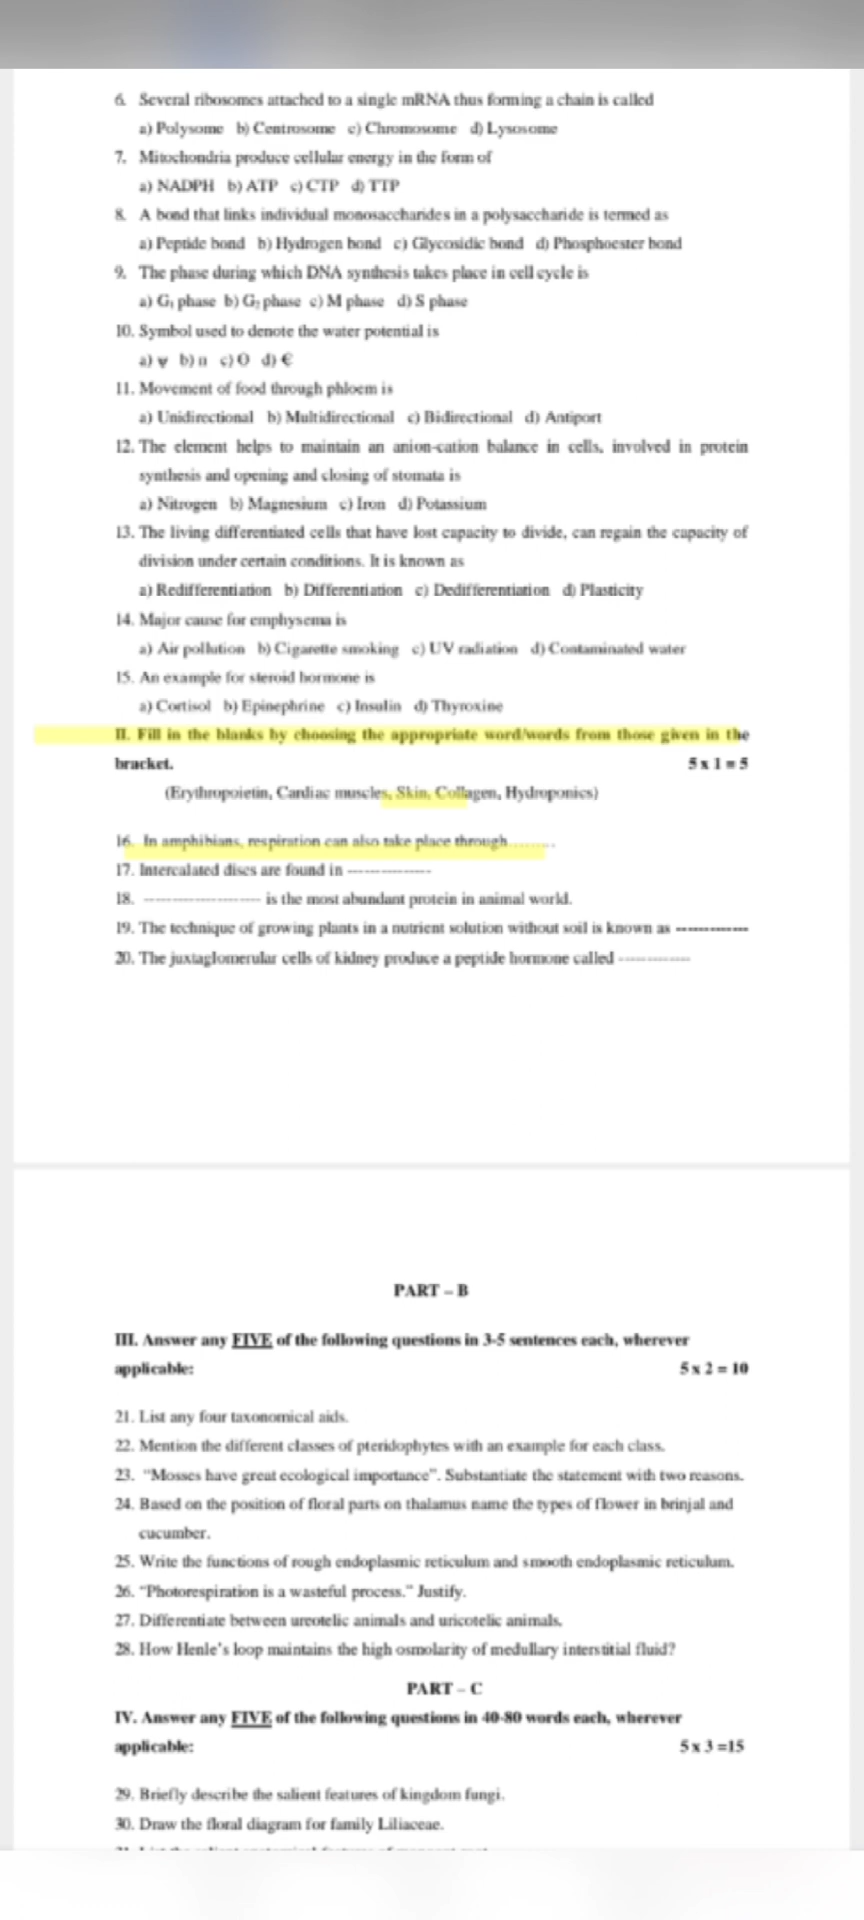 6. Several ribosomes attached to a single mRNA thus forming a chain is called
a) Polysome b) Centrosome c) Chromosome d) Lysosome
7. Mitochondria produce cellular energy in the form of
a) NADPH b) ATP c) CTP d) TTP
8. A bond that links individual monosaccharides in a polysaccharide is termed as
a) Peptide bond b) Hydrogen bond c) Glycosidic bond d) Phosphoester bond
9. The phase during which DNA synthesis takes place in cell cycle is
a) G₁ phase b) G₂ phase c) M phase d) S phase
10. Symbol used to denote the water potential is
a) ψ b) n c) O d) €
11. Movement of food through phloem is
a) Unidirectional b) Multidirectional c) Bidirectional d) Antiport
12. The element helps to maintain an anion-cation balance in cells, involved in protein
synthesis and opening and closing of stomata is
a) Nitrogen b) Magnesium c) Iron d) Potassium
13. The living differentiated cells that have lost capacity to divide, can regain the capacity of
division under certain conditions. It is known as
a) Redifferentiation b) Differentiation c) Dedifferentiation d) Plasticity
14. Major cause for emphysema is
a) Air pollution b) Cigarette smoking c) UV radiation d) Contaminated water
15. An example for steroid hormone is
a) Cortisol b) Epinephrine c) Insulin d) Thyroxine
II. Fill in the blanks by choosing the appropriate word/words from those given in the
bracket. 5 x 1 = 5
(Erythropoietin, Cardiac muscles, Skin, Collagen, Hydroponics)
16. In amphibians, respiration can also take place through.........
17. Intercalated discs are found in ---------------
18. --------------------- is the most abundant protein in animal world.
19. The technique of growing plants in a nutrient solution without soil is known as ------------
20. The juxtaglomerular cells of kidney produce a peptide hormone called -------------
PART – B
III. Answer any FIVE of the following questions in 3-5 sentences each, wherever
applicable: 5 x 2 = 10
21. List any four taxonomical aids.
22. Mention the different classes of pteridophytes with an example for each class.
23. "Mosses have great ecological importance". Substantiate the statement with two reasons.
24. Based on the position of floral parts on thalamus name the types of flower in brinjal and
cucumber.
25. Write the functions of rough endoplasmic reticulum and smooth endoplasmic reticulum.
26. "Photorespiration is a wasteful process." Justify.
27. Differentiate between ureotelic animals and uricotelic animals.
28. How Henle's loop maintains the high osmolarity of medullary interstitial fluid?
PART – C
IV. Answer any FIVE of the following questions in 40-80 words each, wherever
applicable: 5 x 3 =15
29. Briefly describe the salient features of kingdom fungi.
30. Draw the floral diagram for family Liliaceae.